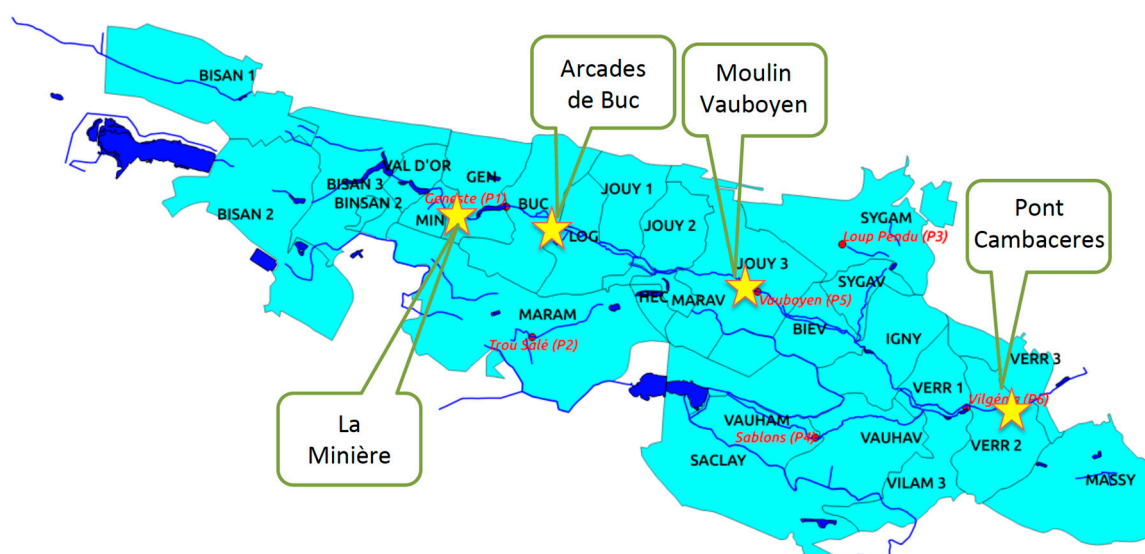 Arcades
de Buc
Moulin
Vauboyen
Pont
Cambaceres
La
Minière
BISAN 1
BISAN 2
BISAN 3
BINSAN 2
VAL D'OR
GEN
Geneste (P1)
MIN
BUC
LOG
JOUY 1
JOUY 2
JOUY 3
SYGAM
Loup Pendu (P3)
SYGAV
HEC
MARAV
Vauboyen (P5)
MARAM
Trou Salé (P2)
BIEV
IGNY
VERR 3
VERR 1
Vilgénis (P6)
VAUHAM
Sablons (P4)
VAUHAV
VERR 2
SACLAY
VILAM 3
MASSY